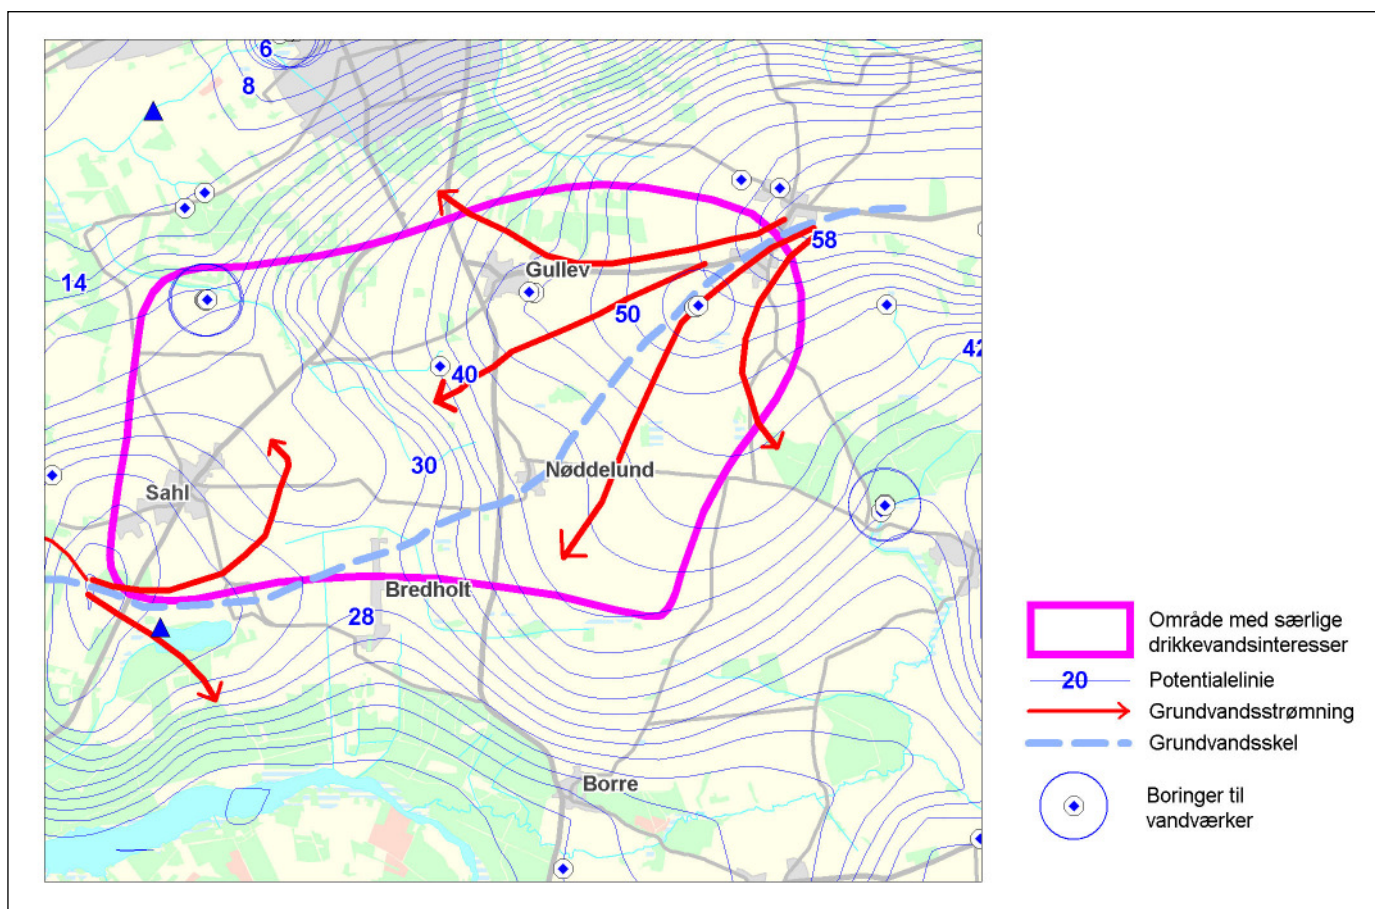 6
8
14
58
Gullev
50
42
40
30
Nøddelund
Sahl
Bredholt
28
Borre
Område med særlige
drikkevandsinteresser
20 Potentialelinie
Grundvandsstrømning
Grundvandsskel
Boringer til
vandværker